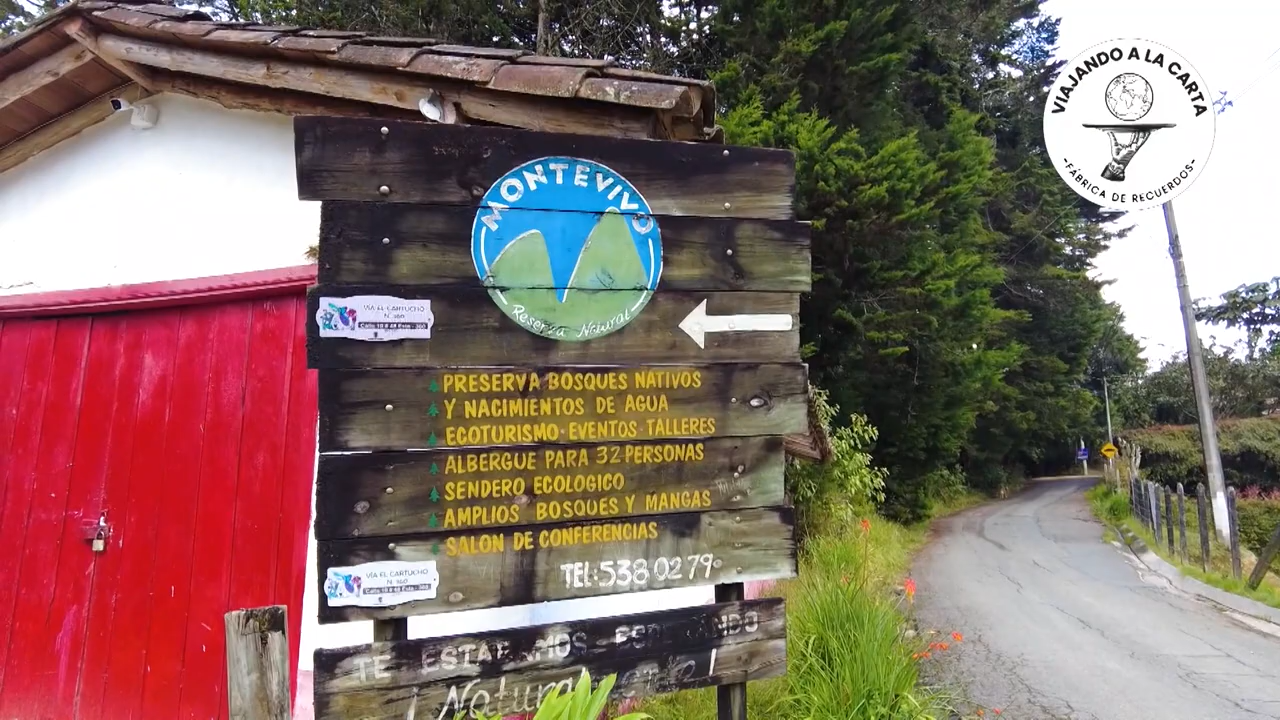 VIAJANDO A LA CARTA
-FÁBRICA DE RECUERDOS-
MONTEVIVO
Reserva Natural
VÍA EL CARTUCHO
N. 360
PRESERVA BOSQUES NATIVOS
Y NACIMIENTOS DE AGUA
ECOTURISMO·EVENTOS·TALLERES
ALBERGUE PARA 32 PERSONAS
SENDERO ECOLOGICO
AMPLIOS BOSQUES Y MANGAS
SALON DE CONFERENCIAS
TEL:538 02 79
VÍA EL CARTUCHO
N. 360
TE